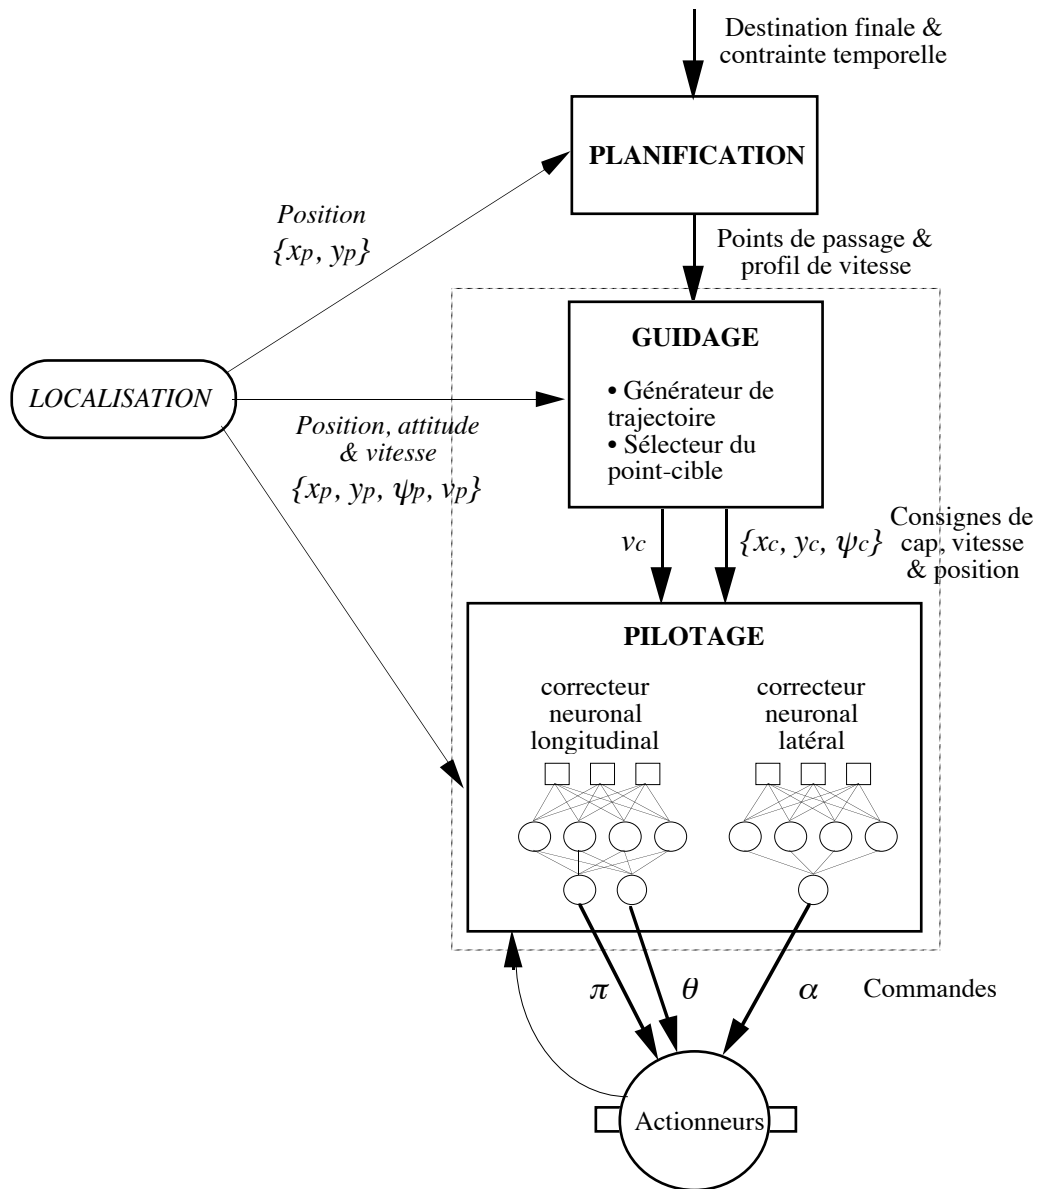 Destination finale &
contrainte temporelle
PLANIFICATION
Position
{xp, yp}
Points de passage &
profil de vitesse
GUIDAGE
• Générateur de
trajectoire
• Sélecteur du
point-cible
LOCALISATION
Position, attitude
& vitesse
{xp, yp, ψp, vp}
vc
{xc, yc, ψc}
Consignes de
cap, vitesse
& position
PILOTAGE
correcteur
neuronal
longitudinal
correcteur
neuronal
latéral
π
θ
α
Commandes
Actionneurs